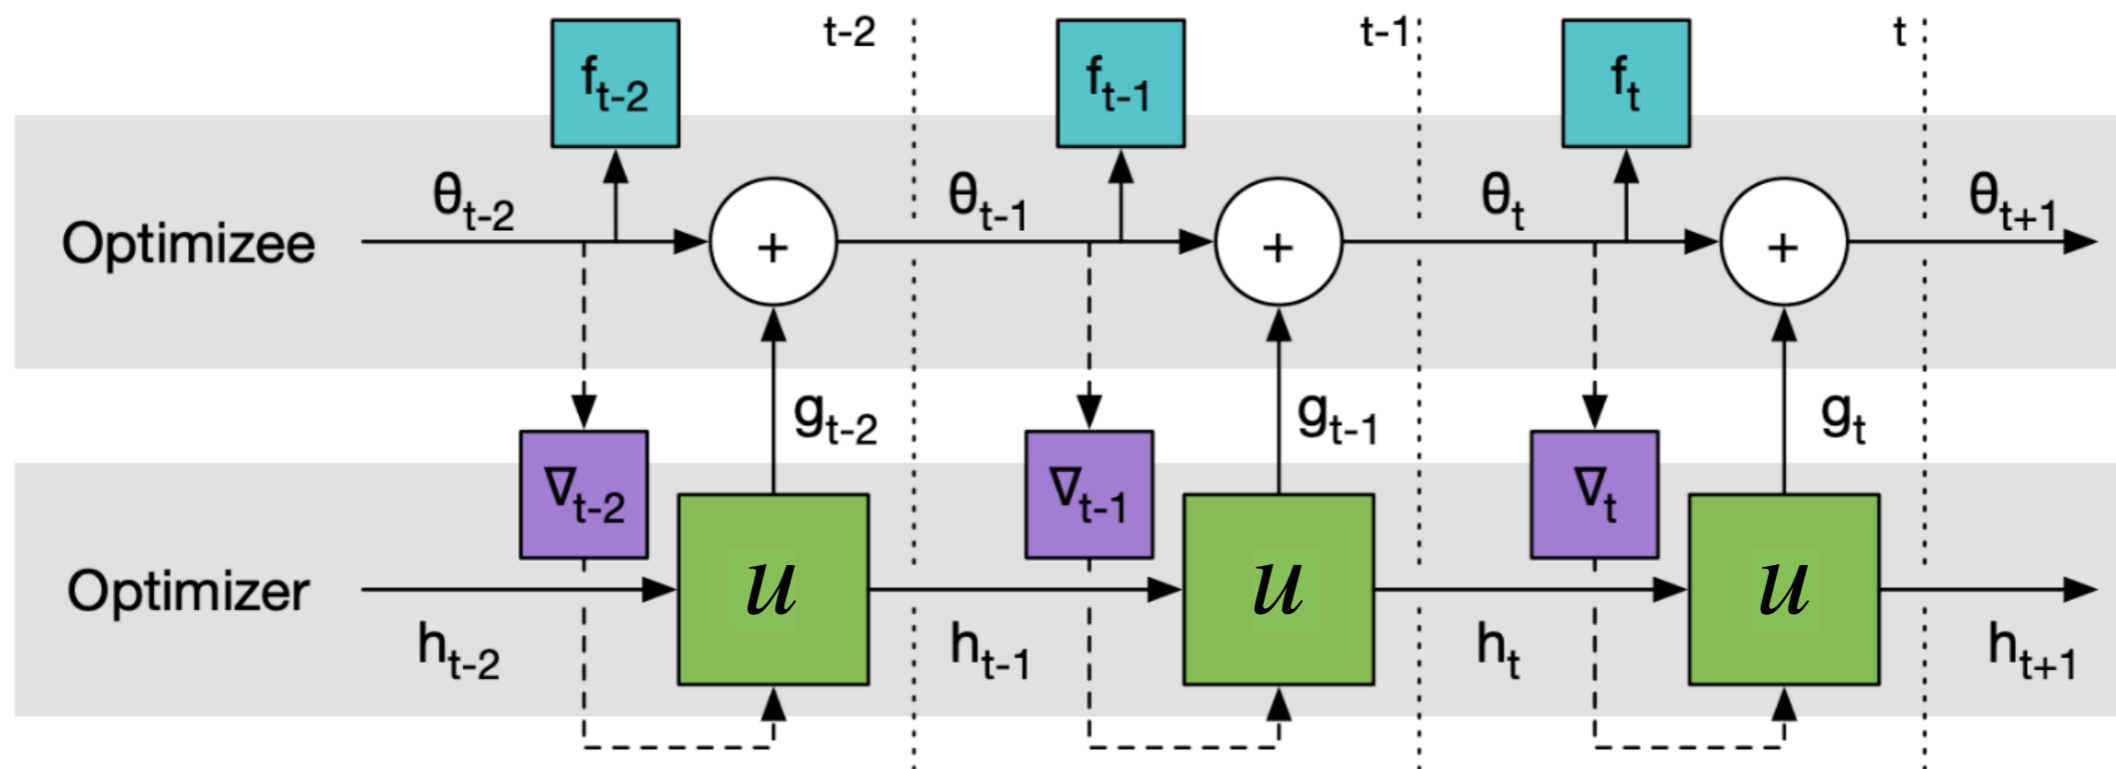 t-2 t-1 t
f_{t-2} f_{t-1} f_t
θ_{t-2} θ_{t-1} θ_t θ_{t+1}
Optimizee + + +
g_{t-2} g_{t-1} g_t
∇_{t-2} ∇_{t-1} ∇_t
Optimizer u u u
h_{t-2} h_{t-1} h_t h_{t+1}